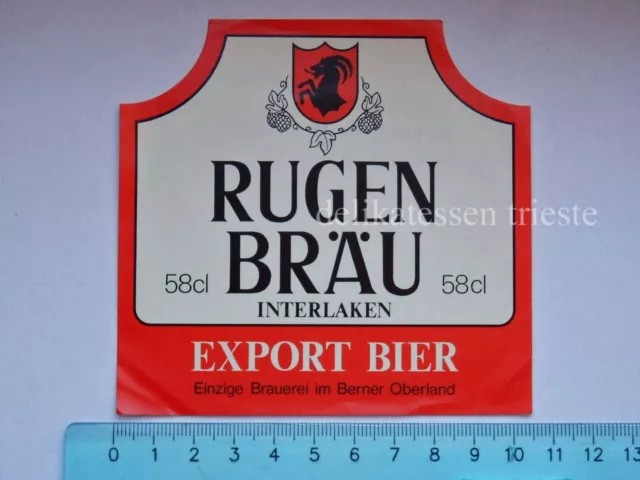 RUGEN
delikatessen trieste
BRÄU
58cl 58cl
INTERLAKEN
EXPORT BIER
Einzige Brauerei im Berner Oberland
0 1 2 3 4 5 6 7 8 9 10 11 12 13